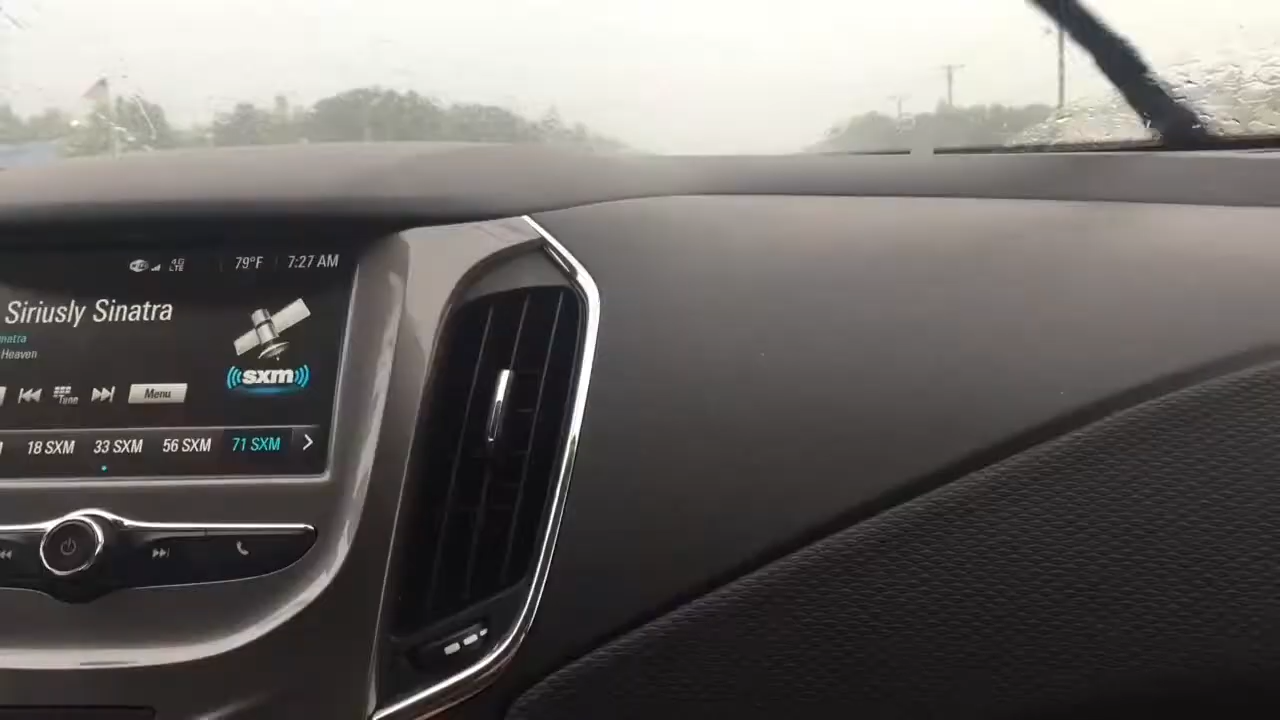 4G LTE 79°F 7:27 AM
Siriusly Sinatra
natra
Heaven
sxm
Tune Menu
18 SXM 33 SXM 56 SXM 71 SXM